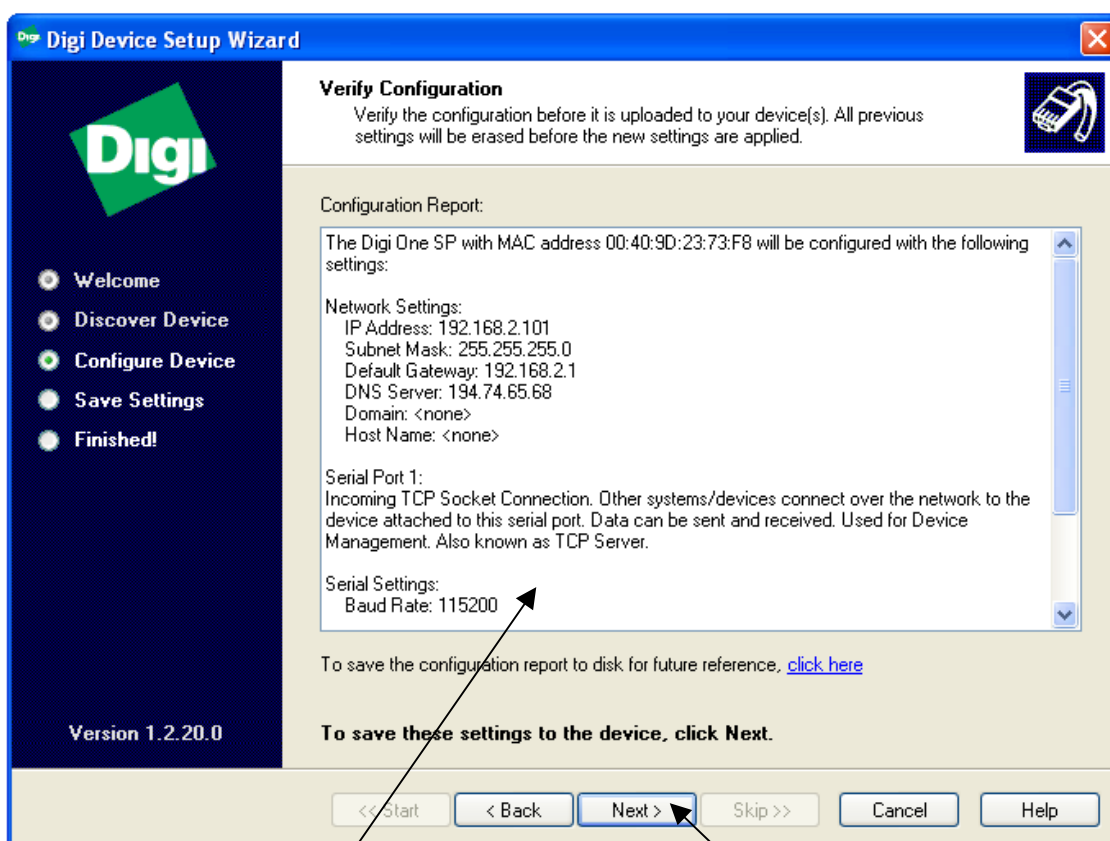 Digi Device Setup Wizard
DIGI
Verify Configuration
Verify the configuration before it is uploaded to your device(s). All previous
settings will be erased before the new settings are applied.
Welcome
Discover Device
Configure Device
Save Settings
Finished!
Version 1.2.20.0
Configuration Report:
The Digi One SP with MAC address 00:40:9D:23:73:F8 will be configured with the following
settings:
Network Settings:
IP Address: 192.168.2.101
Subnet Mask: 255.255.255.0
Default Gateway: 192.168.2.1
DNS Server: 194.74.65.68
Domain: <none>
Host Name: <none>
Serial Port 1:
Incoming TCP Socket Connection. Other systems/devices connect over the network to the
device attached to this serial port. Data can be sent and received. Used for Device
Management. Also known as TCP Server.
Serial Settings:
Baud Rate: 115200
To save the configuration report to disk for future reference, click here
To save these settings to the device, click Next.
<< Start
< Back
Next >
Skip >>
Cancel
Help